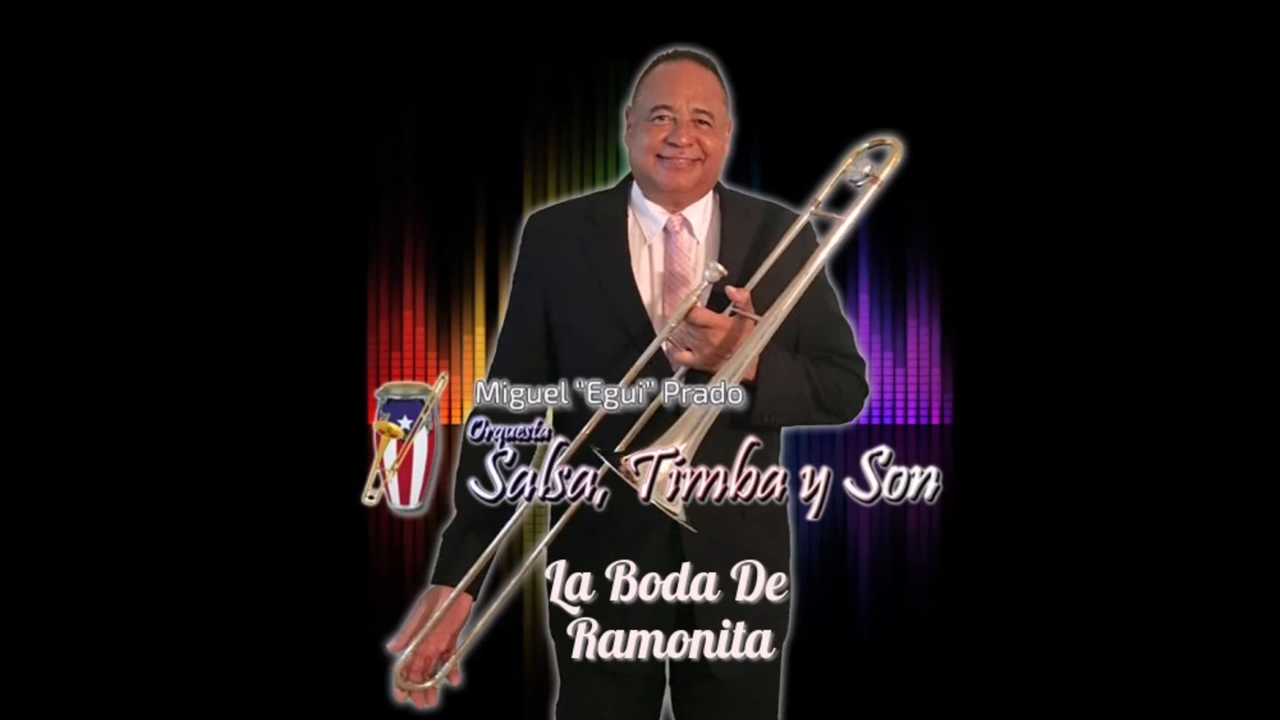 Miguel "Egui" Prado
Orquesta
Salsa, Timba y Son
La Boda De
Ramonita